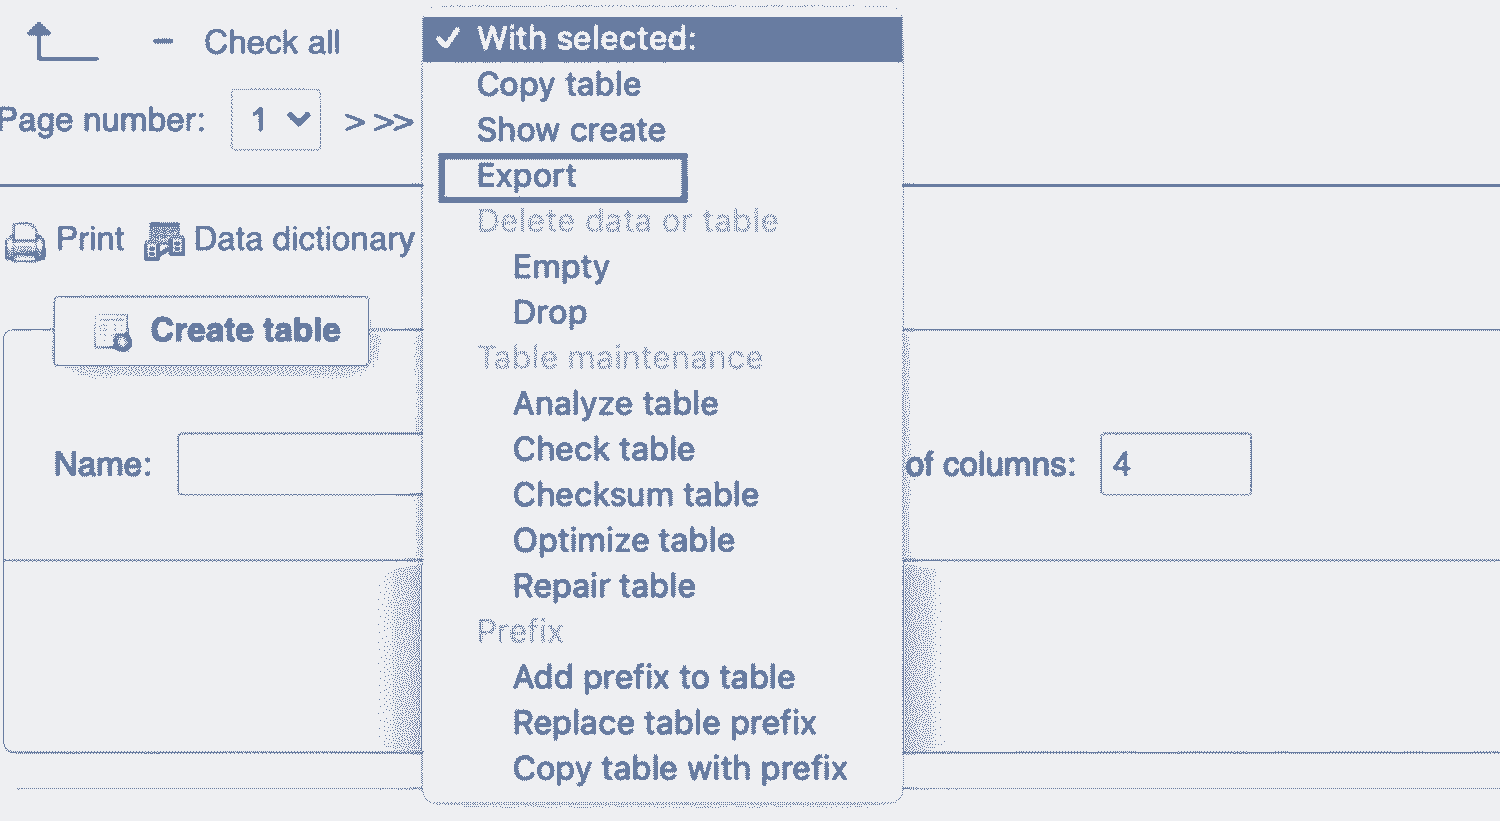 Check all
Page number: 1 > >>
Print Data dictionary
Create table
Name:
of columns: 4
✓ With selected:
Copy table
Show create
Export
Delete data or table
Empty
Drop
Table maintenance
Analyze table
Check table
Checksum table
Optimize table
Repair table
Prefix
Add prefix to table
Replace table prefix
Copy table with prefix